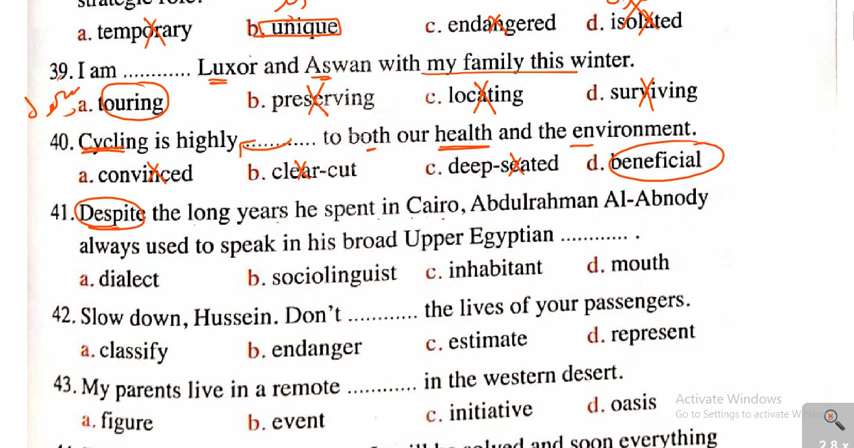 a. temporary b. unique c. endangered d. isolated
39. I am ............ Luxor and Aswan with my family this winter.
a. touring b. preserving c. locating d. surviving
40. Cycling is highly ............ to both our health and the environment.
a. convinced b. clear-cut c. deep-seated d. beneficial
41. Despite the long years he spent in Cairo, Abdulrahman Al-Abnody
always used to speak in his broad Upper Egyptian ............ .
a. dialect b. sociolinguist c. inhabitant d. mouth
42. Slow down, Hussein. Don't ............ the lives of your passengers.
a. classify b. endanger c. estimate d. represent
43. My parents live in a remote ............ in the western desert.
a. figure b. event c. initiative d. oasis
Activate Windows
Go to Settings to activate
and soon everything
2.8 x